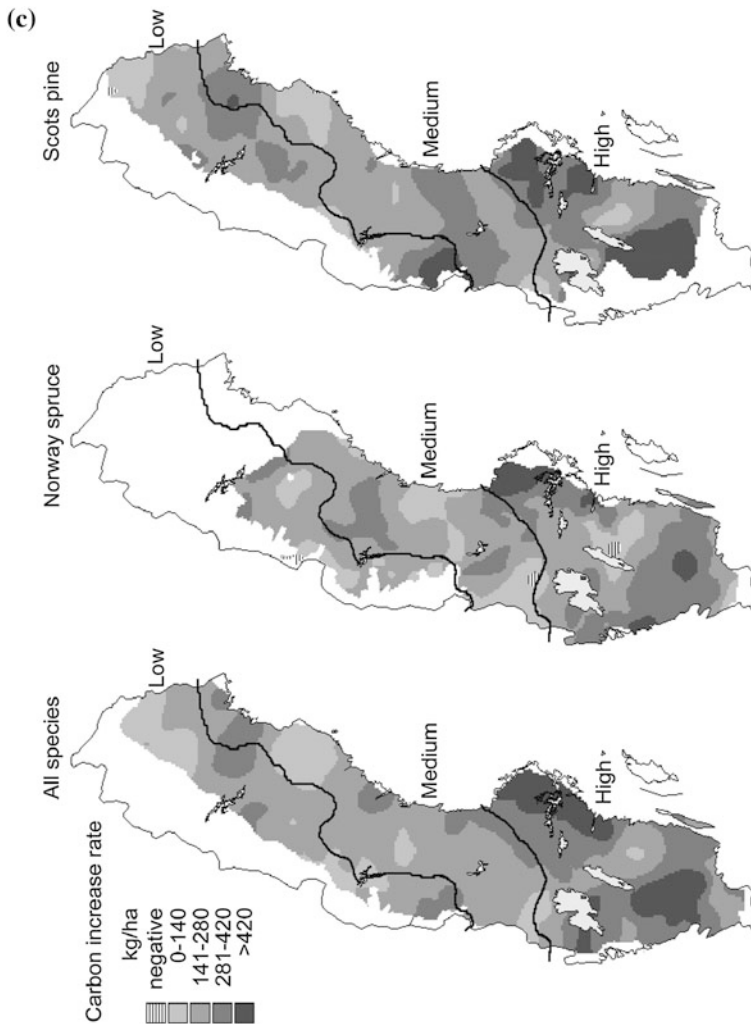 (c)
All species
Norway spruce
Scots pine
Carbon increase rate
kg/ha
negative
0-140
141-280
281-420
>420
Low
Medium
High
Low
Medium
High
Low
Medium
High